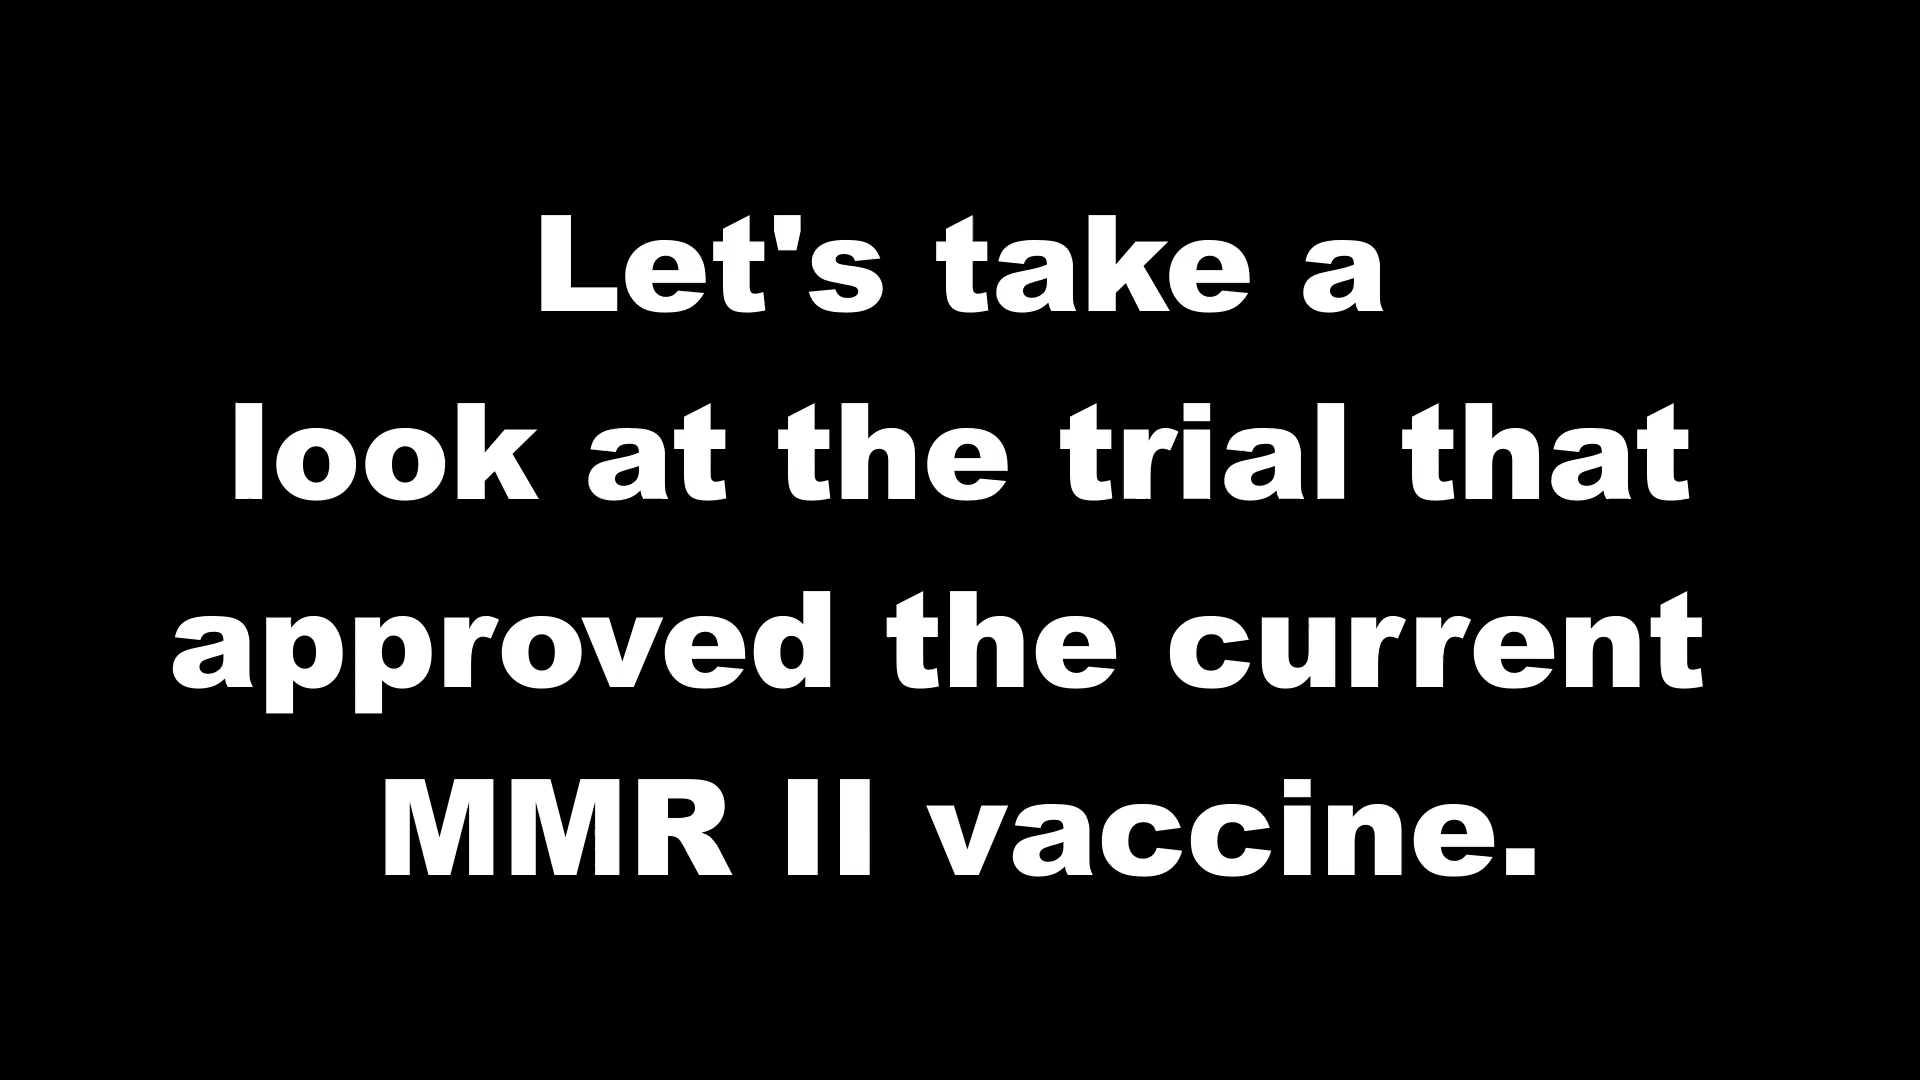 Let's take a
look at the trial that
approved the current
MMR II vaccine.